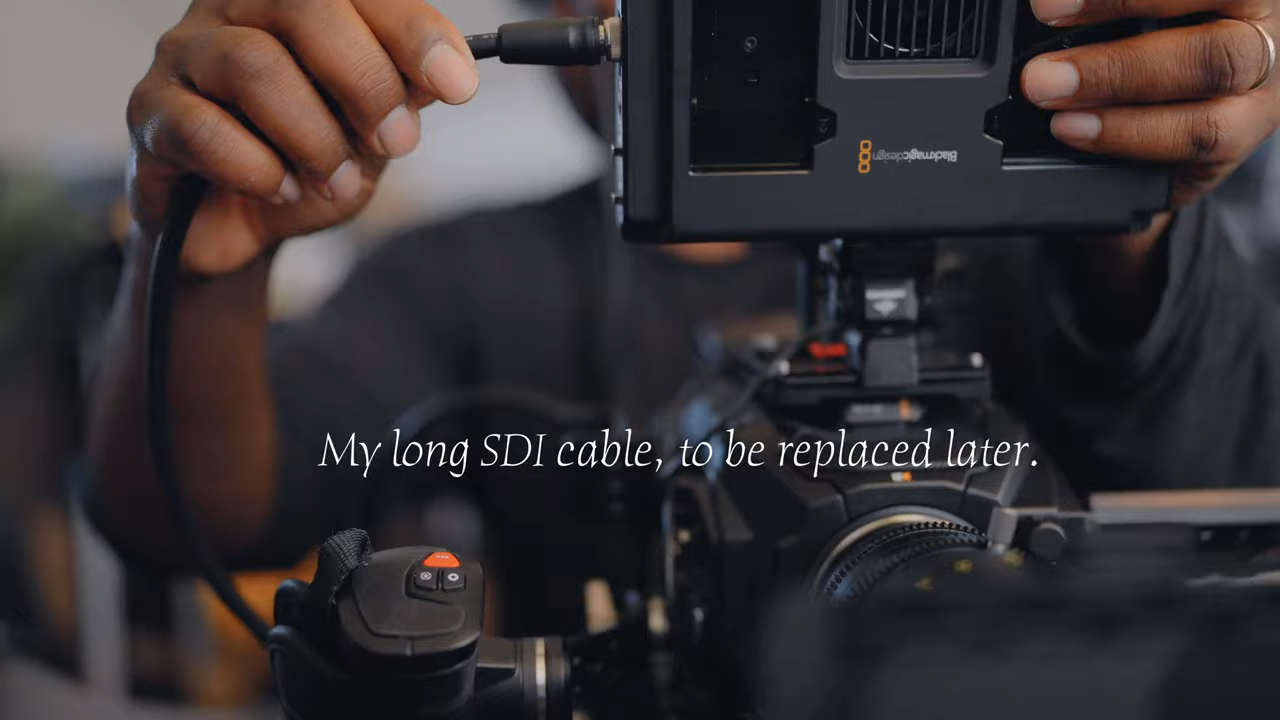 Blackmagicdesign
My long SDI cable, to be replaced later.